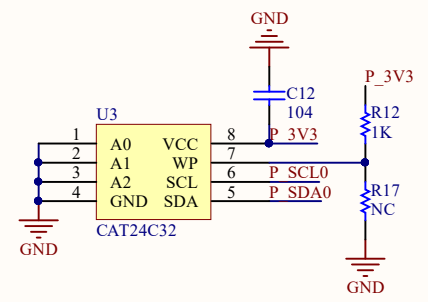 GND
P_3V3
C12
104
U3
R12
1K
1 A0 VCC 8 P_3V3
2 A1 WP 7
3 A2 SCL 6 P_SCL0
4 GND SDA 5 P_SDA0
R17
NC
CAT24C32
GND
GND